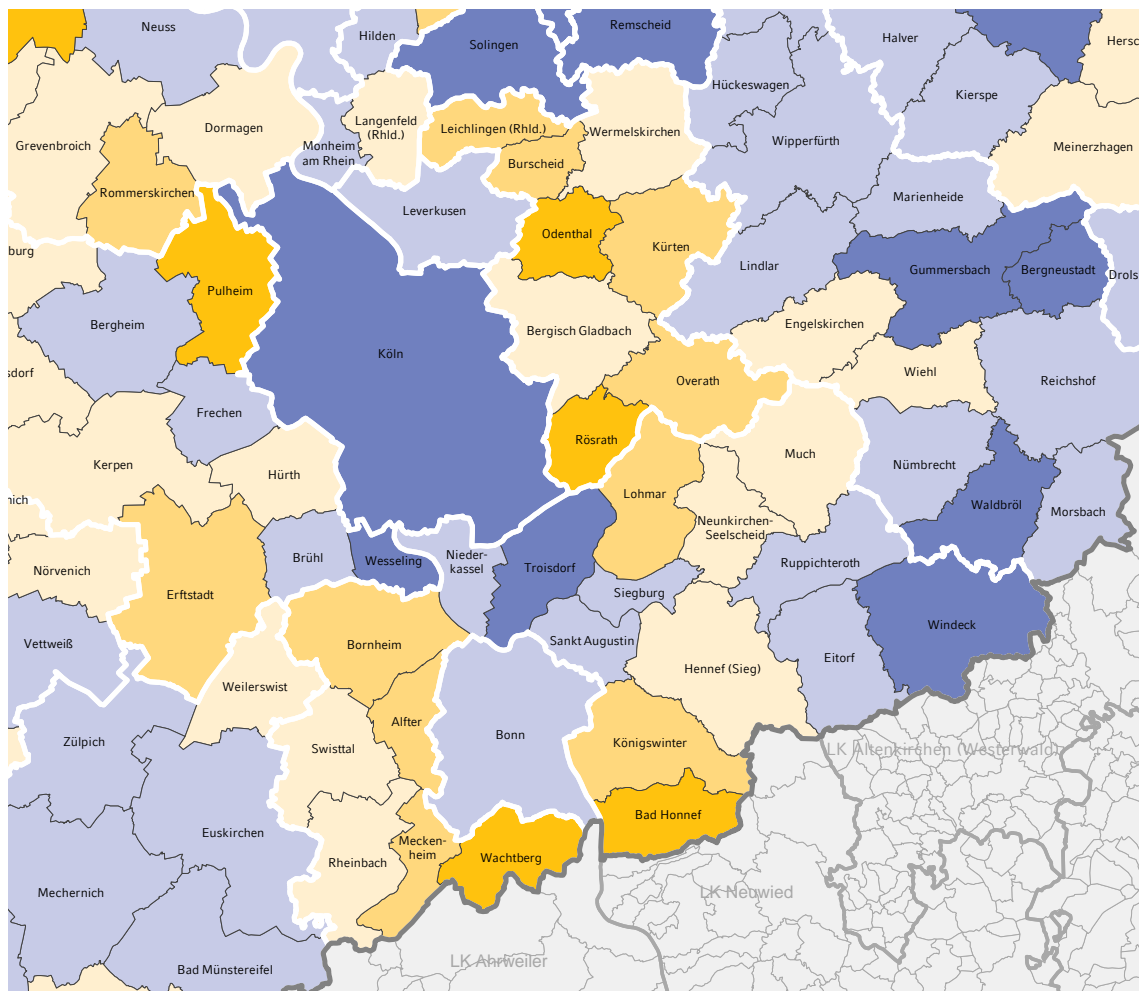 Neuss
Hilden
Solingen
Remscheid
Halver
Hersc
Hückeswagen
Kierspe
Grevenbroich
Dormagen
Langenfeld
(Rhld.)
Monheim
am Rhein
Leichlingen (Rhld.)
Wermelskirchen
Burscheid
Wipperfürth
Meinerzhagen
Rommerskirchen
Leverkusen
Marienheide
Odenthal
Kürten
burg
Lindlar
Gummersbach
Bergneustadt
Drols
Pulheim
Bergheim
Bergisch Gladbach
Engelskirchen
Köln
sdorf
Overath
Wiehl
Reichshof
Frechen
Rösrath
Kerpen
Hürth
Much
Nümbrecht
Lohmar
nich
Waldbröl
Morsbach
Neunkirchen-
Seelscheid
Nörvenich
Brühl
Wesseling
Nieder-
kassel
Troisdorf
Ruppichteroth
Erftstadt
Siegburg
Windeck
Vettweiß
Bornheim
Sankt Augustin
Hennef (Sieg)
Eitorf
Weilerswist
Alfter
Zülpich
Swisttal
Bonn
Königswinter
LK Altenkirchen (Westerwald)
Bad Honnef
Euskirchen
Mecken-
heim
Rheinbach
Wachtberg
Mechernich
LK Neuwied
Bad Münstereifel
LK Ahrweiler